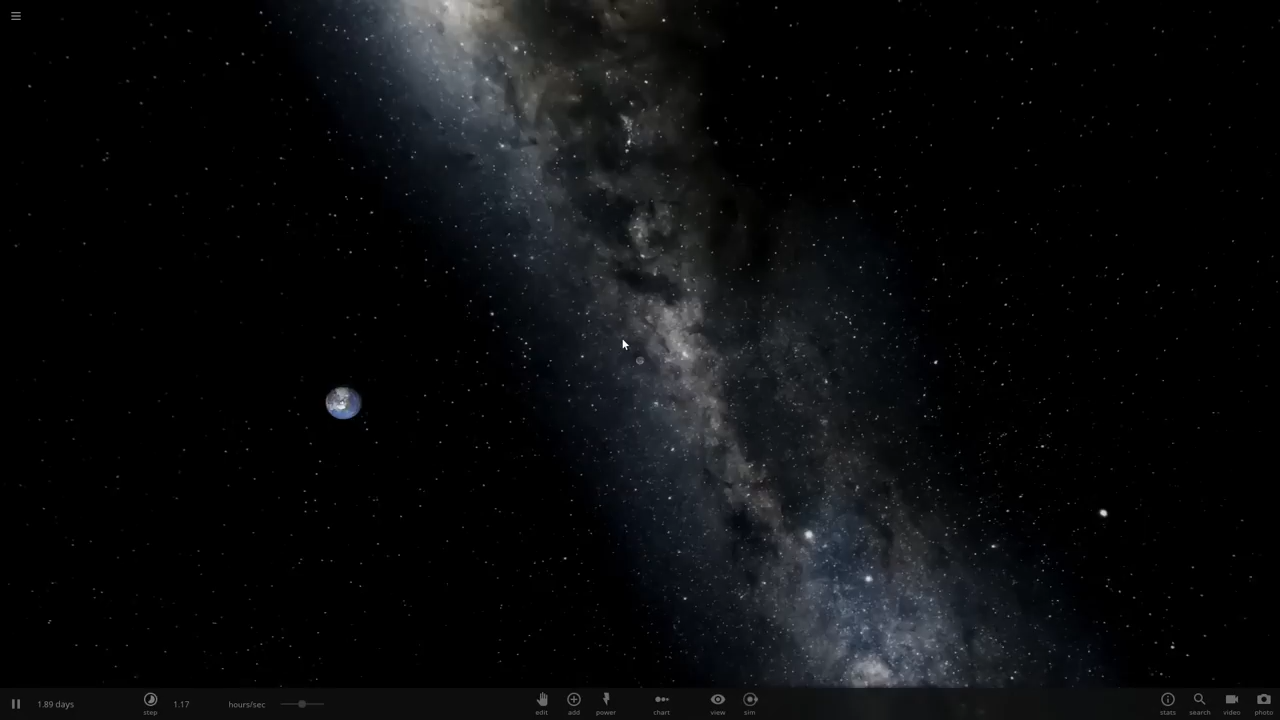 1.89 days
step
1.17
hours/sec
edit
add
power
chart
view
sim
stats
search
video
photo